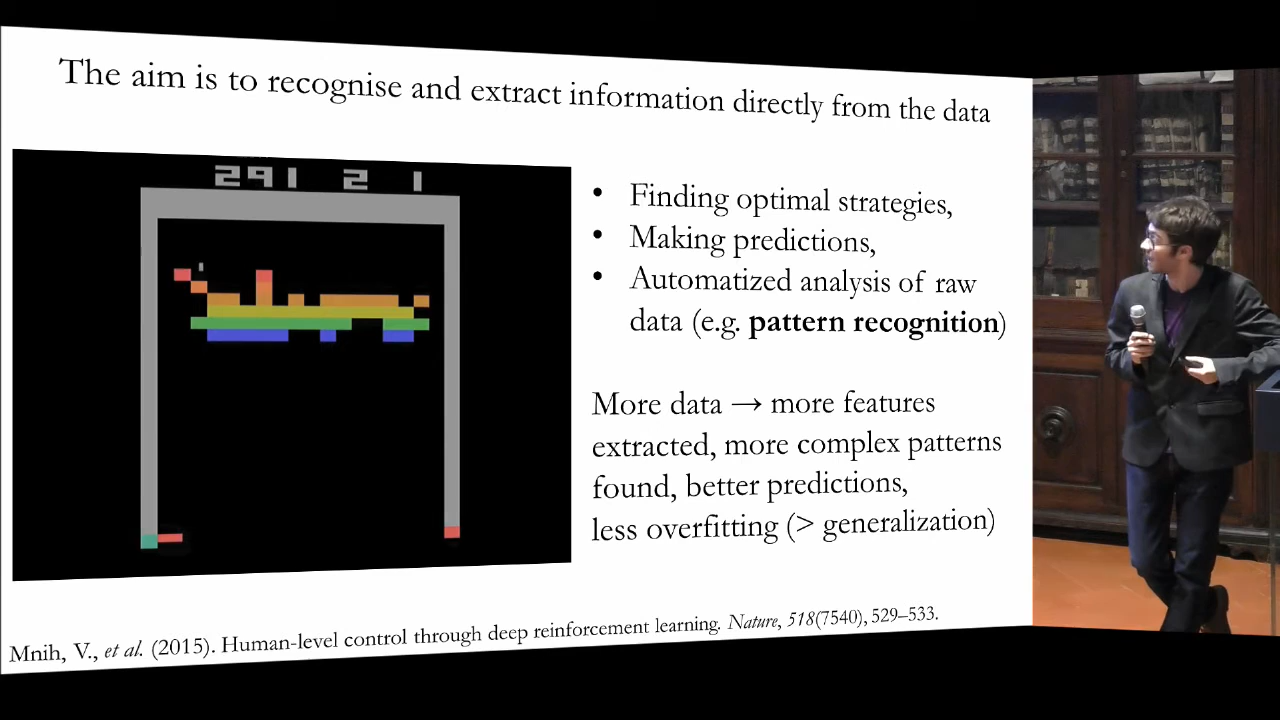 The aim is to recognise and extract information directly from the data
291 2 1
• Finding optimal strategies,
• Making predictions,
• Automatized analysis of raw
data (e.g. pattern recognition)
More data → more features
extracted, more complex patterns
found, better predictions,
less overfitting (> generalization)
Mnih, V., et al. (2015). Human-level control through deep reinforcement learning. Nature, 518(7540), 529–533.